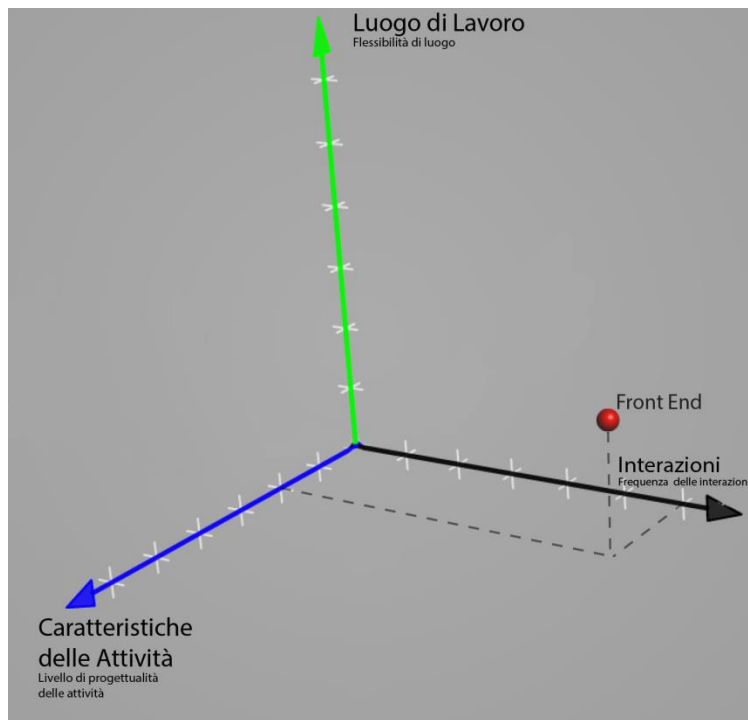 Luogo di Lavoro
Flessibilità di luogo
Front End
Interazioni
Frequenza delle interazion
Caratteristiche
delle Attività
Livello di progettualità
delle attività